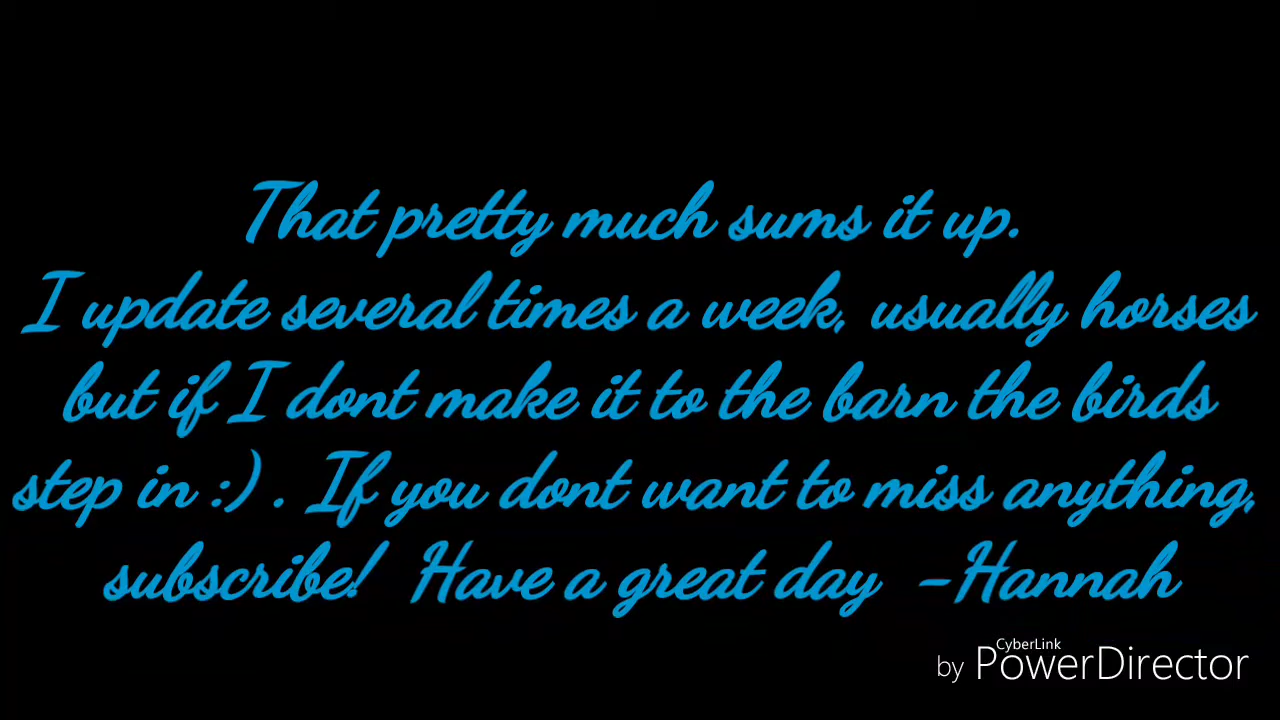 That pretty much sums it up.
I update several times a week, usually horses
but if I dont make it to the barn the birds
step in :) . If you dont want to miss anything,
subscribe! Have a great day -Hannah
CyberLink
by PowerDirector